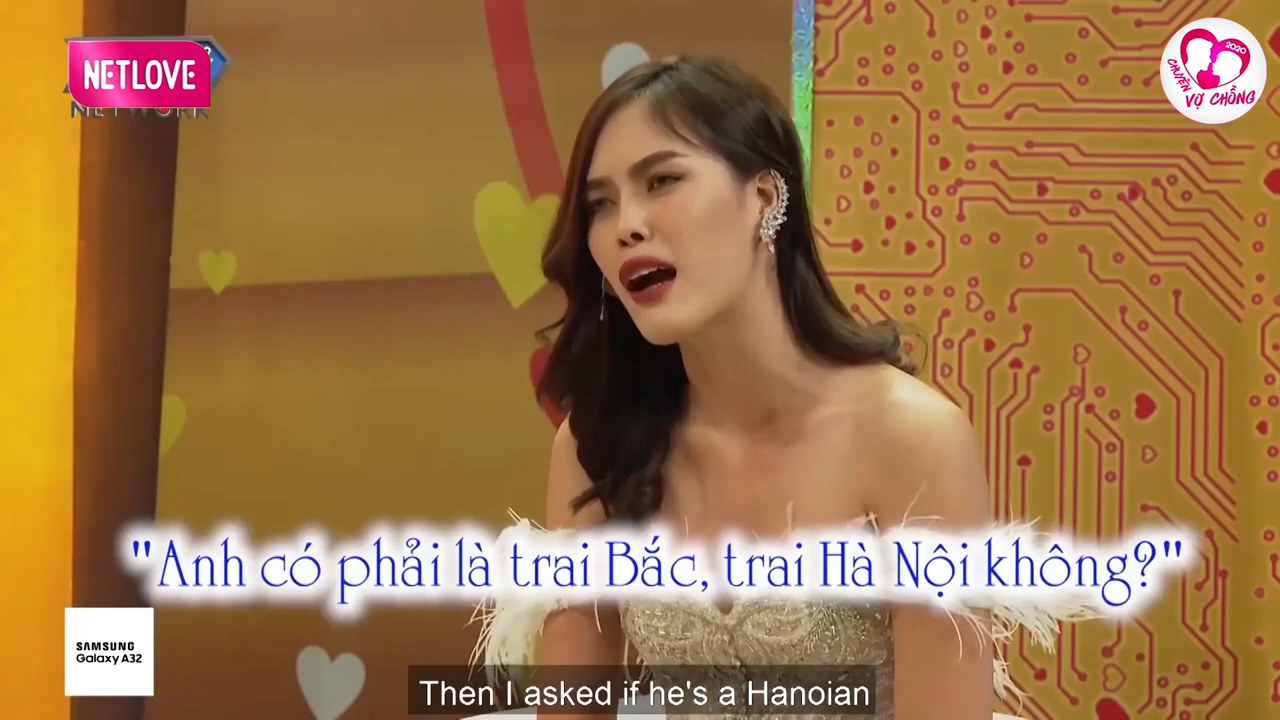 NETLOVE
NETWORK
2020
CHUYỆN
VỢ CHỒNG
"Anh có phải là trai Bắc, trai Hà Nội không?"
SAMSUNG
Galaxy A32
Then I asked if he's a Hanoian